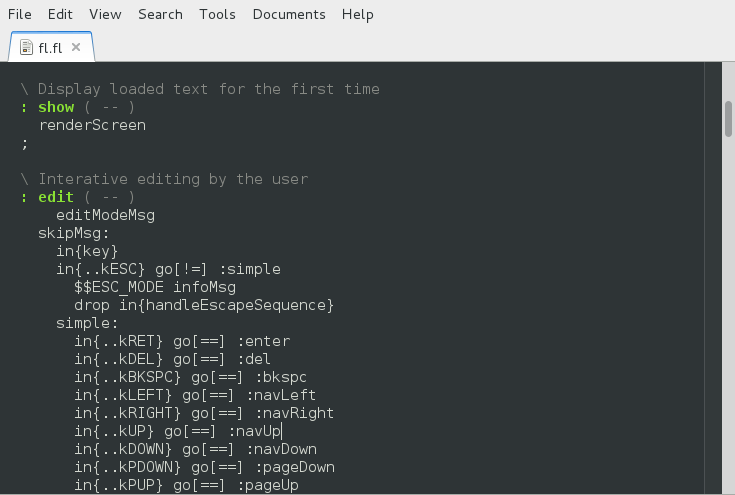 File Edit View Search Tools Documents Help
fl.fl ×
\ Display loaded text for the first time
: show ( -- )
renderScreen
;
\ Interative editing by the user
: edit ( -- )
editModeMsg
skipMsg:
in{key}
in{..kESC} go[!=] :simple
$$ESC_MODE infoMsg
drop in{handleEscapeSequence}
simple:
in{..kRET} go[==] :enter
in{..kDEL} go[==] :del
in{..kBKSPC} go[==] :bkspc
in{..kLEFT} go[==] :navLeft
in{..kRIGHT} go[==] :navRight
in{..kUP} go[==] :navUp
in{..kDOWN} go[==] :navDown
in{..kPDOWN} go[==] :pageDown
in{..kPUP} go[==] :pageUp